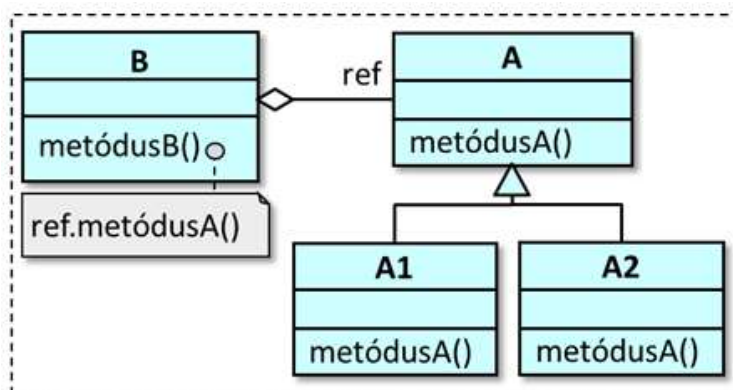 B
metódusB()
ref.metódusA()
ref
A
metódusA()
A1
metódusA()
A2
metódusA()